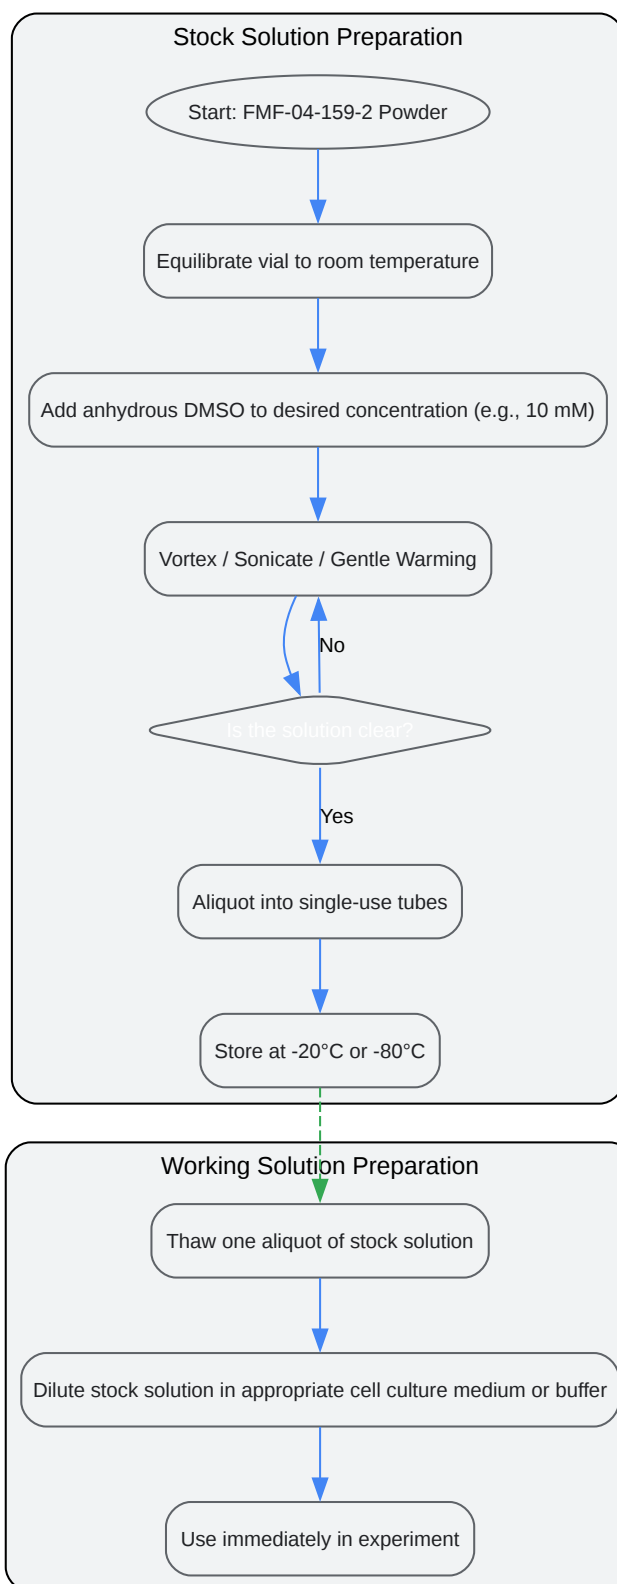 Stock Solution Preparation
Start: FMF-04-159-2 Powder
Equilibrate vial to room temperature
Add anhydrous DMSO to desired concentration (e.g., 10 mM)
Vortex / Sonicate / Gentle Warming
No
Is the solution clear?
Yes
Aliquot into single-use tubes
Store at -20°C or -80°C
Working Solution Preparation
Thaw one aliquot of stock solution
Dilute stock solution in appropriate cell culture medium or buffer
Use immediately in experiment